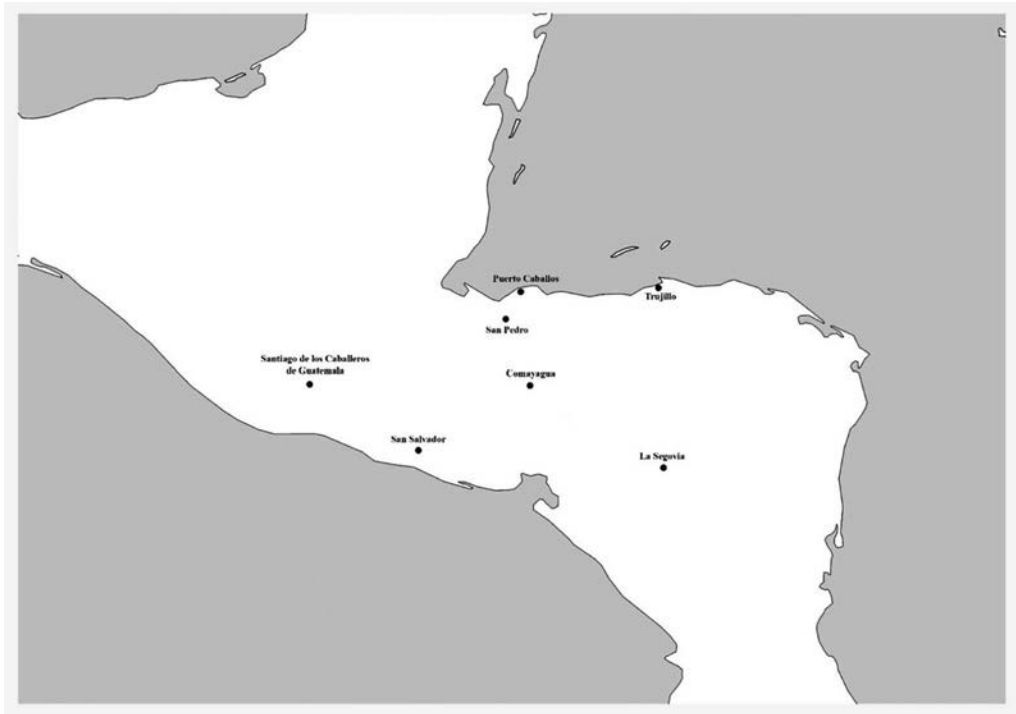 Puerto Caballos
Trujillo
San Pedro
Santiago de los Caballeros
de Guatemala
Comayagua
San Salvador
La Segovia